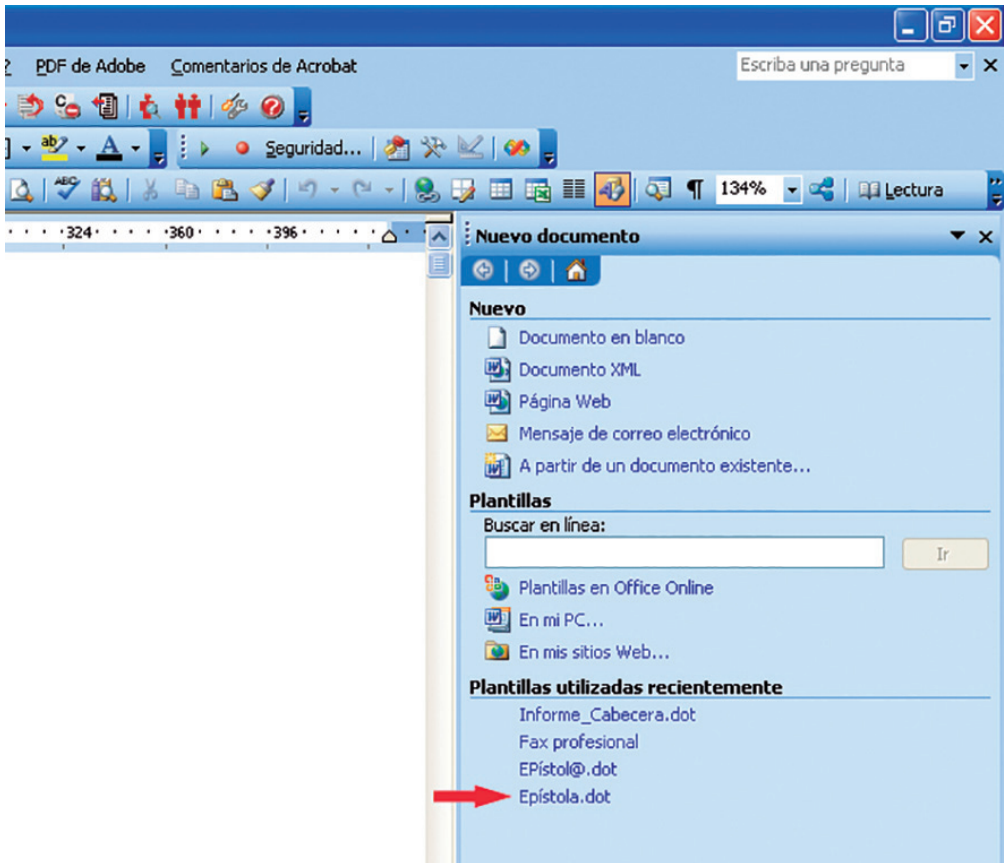 ? PDF de Adobe Comentarios de Acrobat Escriba una pregunta
ab A Seguridad...
ABC 134% Lectura
324 360 396
Nuevo documento
Nuevo
Documento en blanco
Documento XML
Página Web
Mensaje de correo electrónico
A partir de un documento existente...
Plantillas
Buscar en línea:
Ir
Plantillas en Office Online
En mi PC...
En mis sitios Web...
Plantillas utilizadas recientemente
Informe_Cabecera.dot
Fax profesional
EPístol@.dot
Epístola.dot